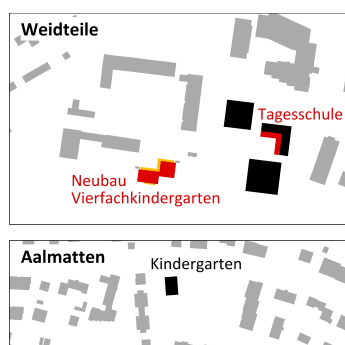 Weidteile
Tagesschule
Neubau
Vierfachkindergarten
Aalmatten
Kindergarten